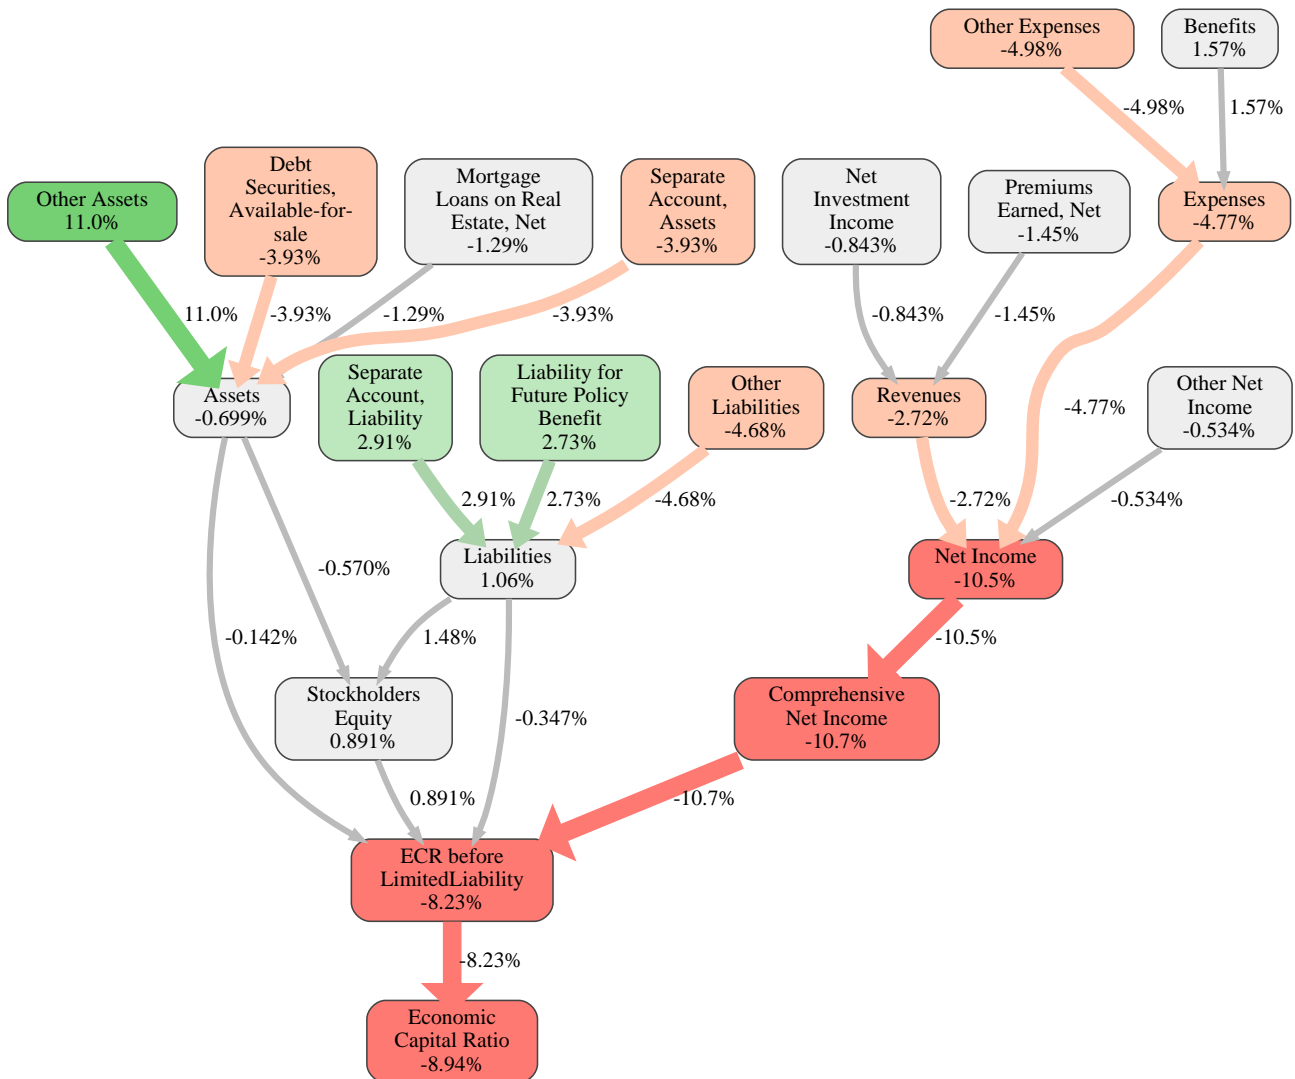 Other Expenses
-4.98%
Benefits
1.57%
-4.98%
1.57%
Other Assets
11.0%
Debt
Securities,
Available-for-
sale
-3.93%
Mortgage
Loans on Real
Estate, Net
-1.29%
Separate
Account,
Assets
-3.93%
Net
Investment
Income
-0.843%
Premiums
Earned, Net
-1.45%
Expenses
-4.77%
11.0%
-3.93%
-1.29%
-3.93%
-0.843%
-1.45%
Assets
-0.699%
Separate
Account,
Liability
2.91%
Liability for
Future Policy
Benefit
2.73%
Other
Liabilities
-4.68%
Revenues
-2.72%
-4.77%
Other Net
Income
-0.534%
2.91%
2.73%
-4.68%
-2.72%
-0.534%
Liabilities
1.06%
Net Income
-10.5%
-0.570%
-0.142%
1.48%
-10.5%
Stockholders
Equity
0.891%
-0.347%
Comprehensive
Net Income
-10.7%
0.891%
-10.7%
ECR before
LimitedLiability
-8.23%
-8.23%
Economic
Capital Ratio
-8.94%